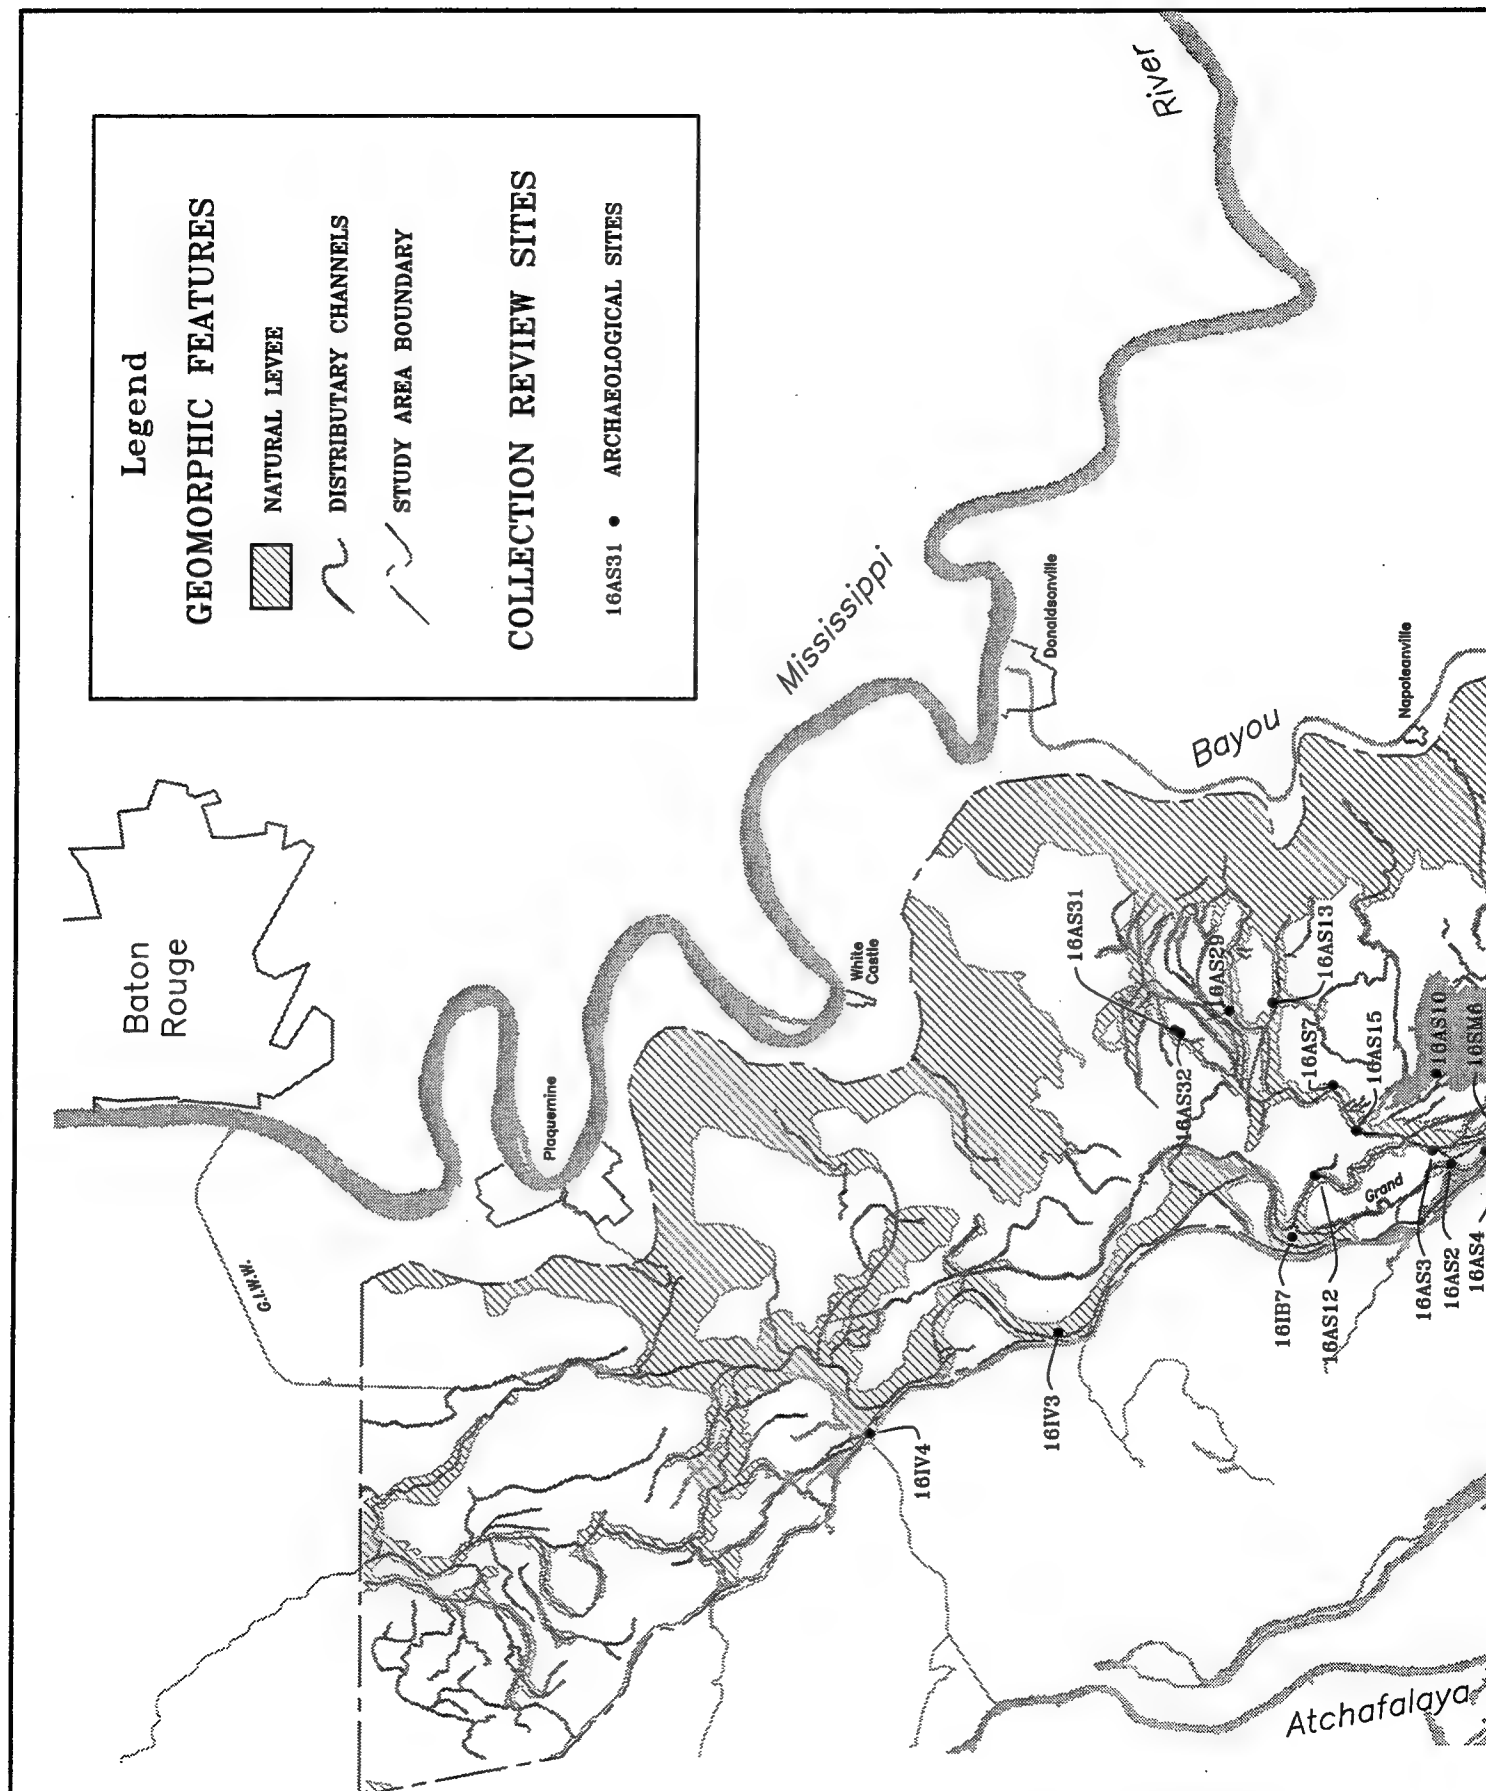 Legend
GEOMORPHIC FEATURES
NATURAL LEVEE
DISTRIBUTARY CHANNELS
STUDY AREA BOUNDARY
COLLECTION REVIEW SITES
16AS31 ● ARCHAEOLOGICAL SITES
River
Mississippi
Baton
Rouge
Donaldsonville
Bayou
Napoleanville
White
Castle
Plaquemine
G.I.W.W.
16AS31
16AS29
16AS13
16AS32
16AS7
16AS15
16AS10
16SM6
Grand
16IB7
16AS12
16AS3
16AS2
16AS4
16IV3
16IV4
Atchafalaya